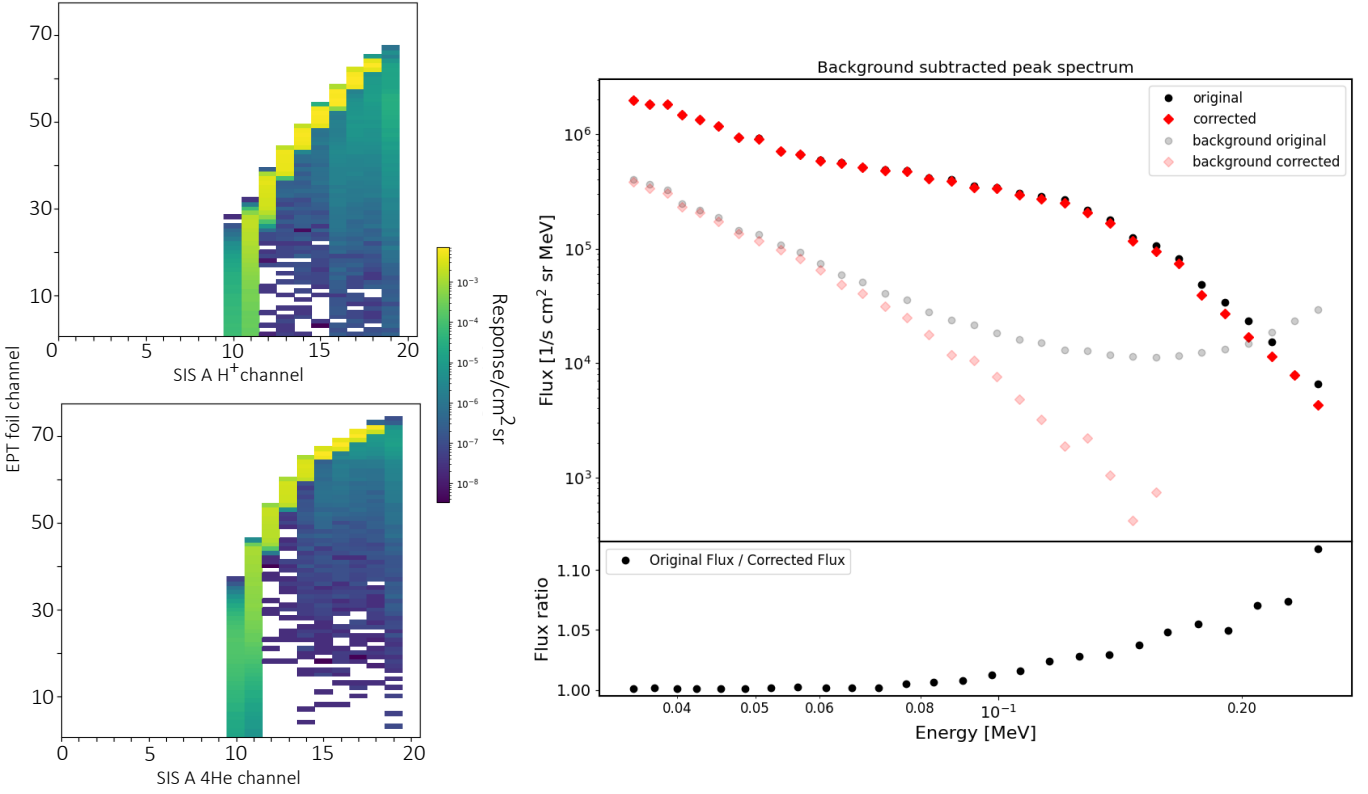 70
50
30
10
0
5
10
15
20
SIS A H⁺channel
EPT foil channel
70
50
30
10
0
5
10
15
20
SIS A 4He channel
10⁻³
10⁻⁴
10⁻⁵
10⁻⁶
10⁻⁷
10⁻⁸
Response/cm²sr
Background subtracted peak spectrum
original
corrected
background original
background corrected
10⁶
10⁵
10⁴
10³
Flux [1/s cm² sr MeV]
Original Flux / Corrected Flux
1.10
1.05
1.00
Flux ratio
0.04
0.05
0.06
0.08
10⁻¹
0.20
Energy [MeV]